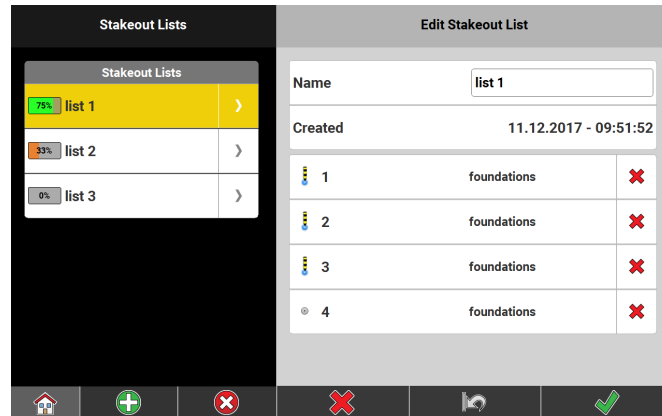 Stakeout Lists
Edit Stakeout List
Stakeout Lists
75% list 1
33% list 2
0% list 3
Name list 1
Created 11.12.2017 - 09:51:52
1 foundations
2 foundations
3 foundations
4 foundations